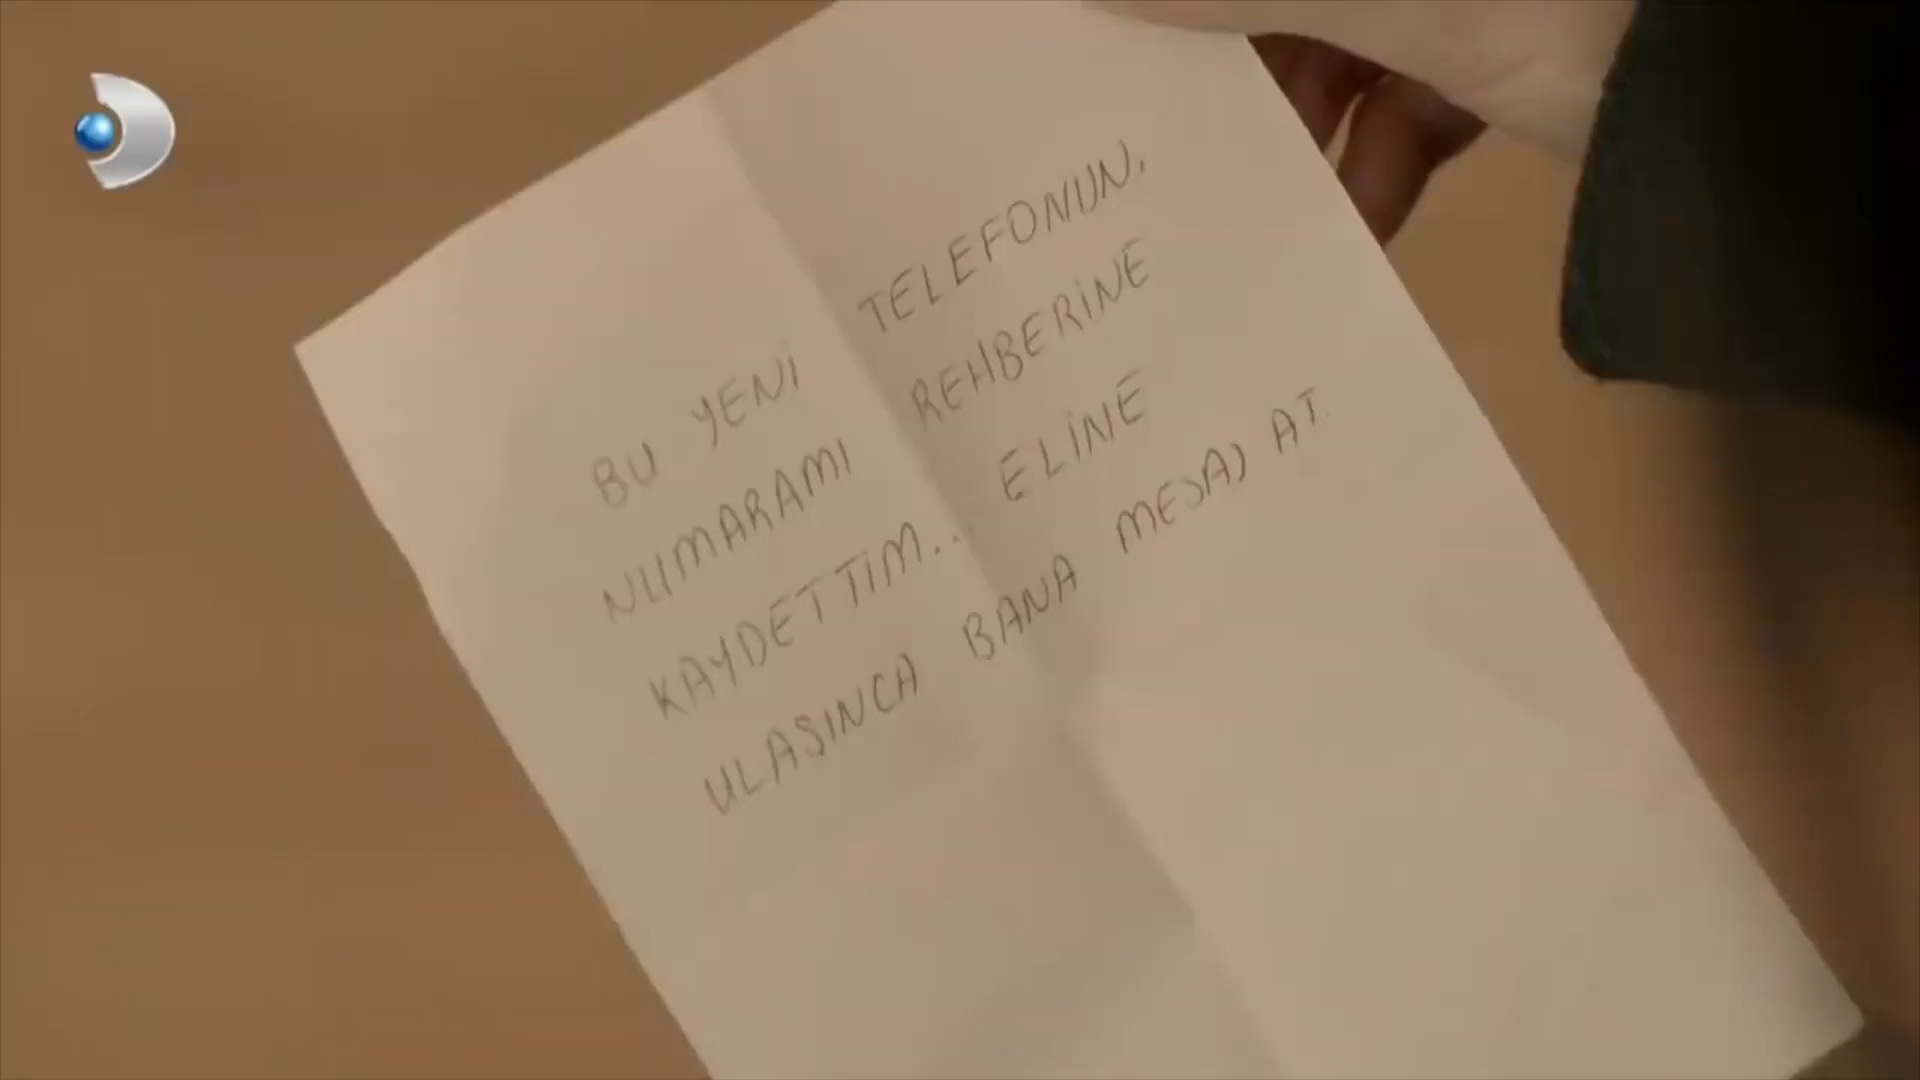 BU YENİ TELEFONUN.
NUMARAMI REHBERİNE
KAYDETTİM... ELİNE
ULAŞINCA BANA MESAJ AT.